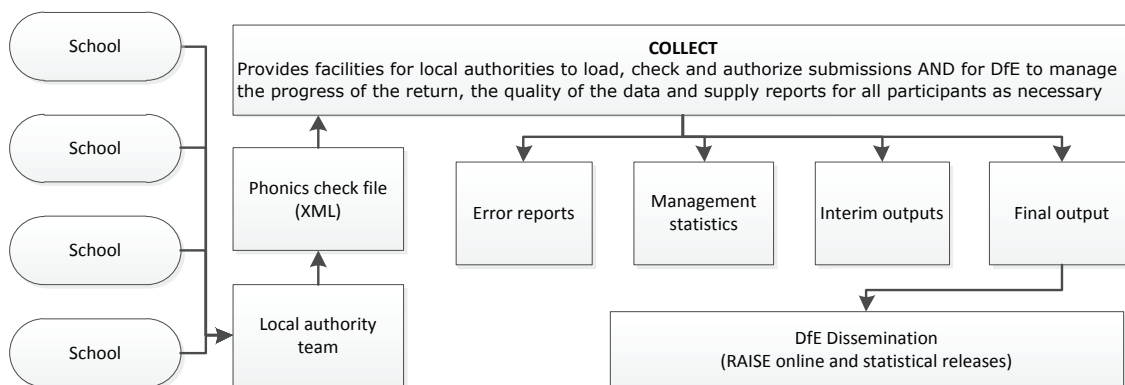 School
School
School
School
COLLECT
Provides facilities for local authorities to load, check and authorize submissions AND for DfE to manage
the progress of the return, the quality of the data and supply reports for all participants as necessary
Phonics check file
(XML)
Local authority
team
Error reports
Management
statistics
Interim outputs
Final output
DfE Dissemination
(RAISE online and statistical releases)